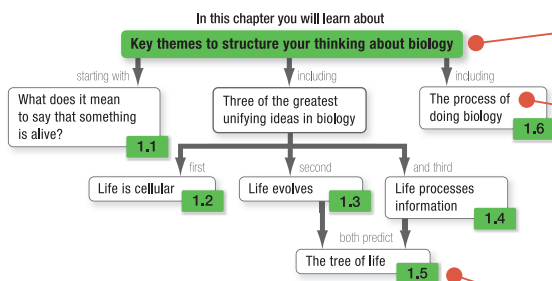 In this chapter you will learn about
Key themes to structure your thinking about biology
starting with
including
including
What does it mean
to say that something
is alive?
1.1
Three of the greatest
unifying ideas in biology
The process of
doing biology
1.6
first
second
and third
Life is cellular
1.2
Life evolves
1.3
Life processes
information
1.4
both predict
The tree of life
1.5